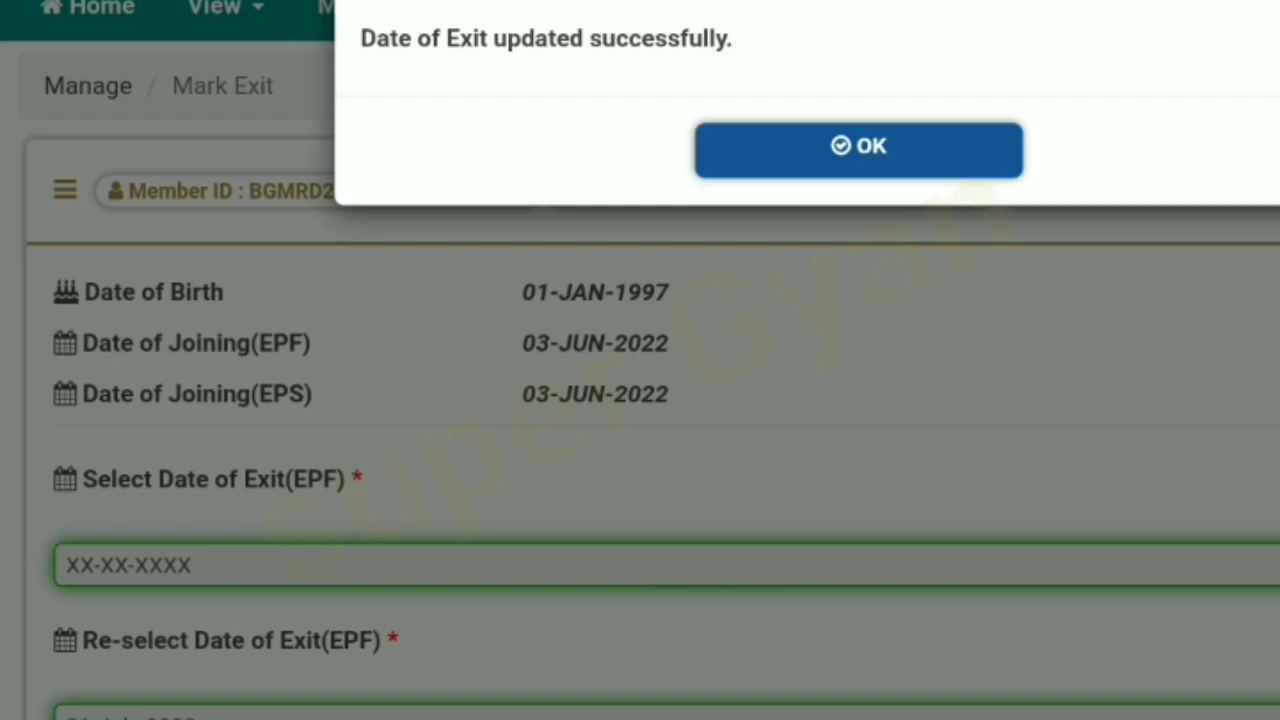 Home View
Date of Exit updated successfully.
Manage / Mark Exit
OK
Member ID : BGMRD2
Date of Birth 01-JAN-1997
Date of Joining(EPF) 03-JUN-2022
Date of Joining(EPS) 03-JUN-2022
Select Date of Exit(EPF) *
XX-XX-XXXX
Re-select Date of Exit(EPF) *
Super Gyan